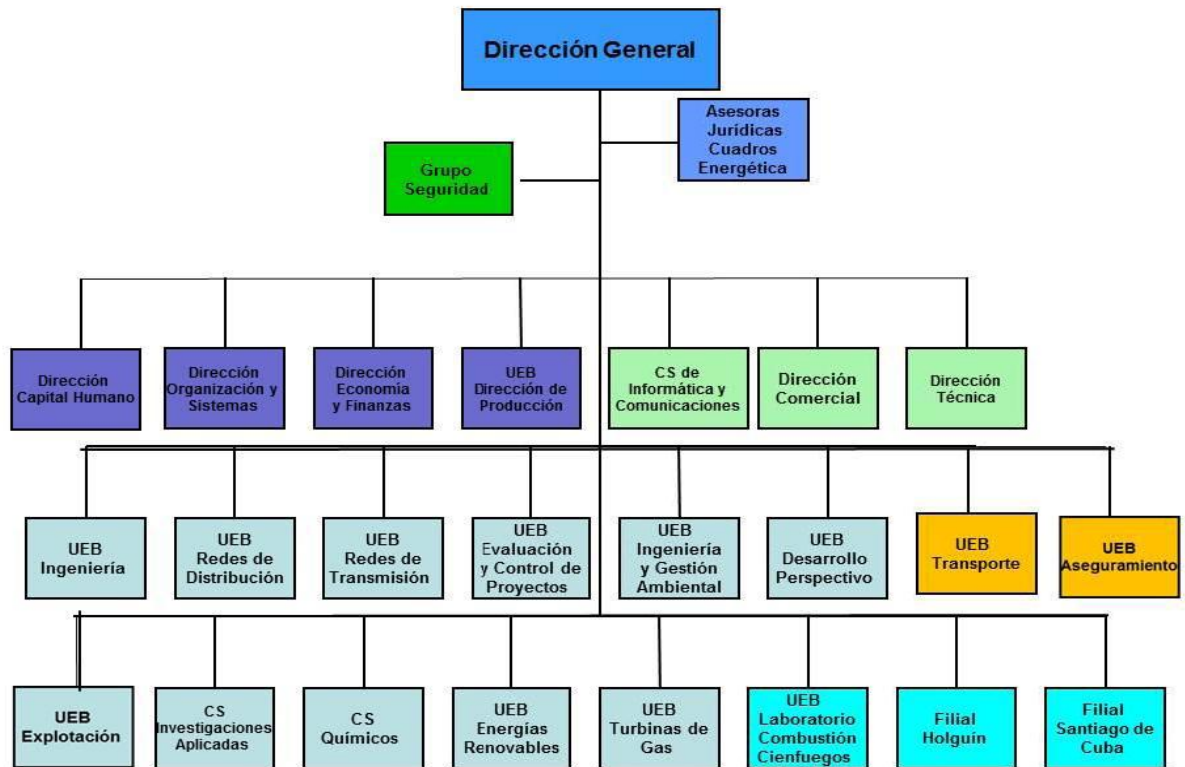 Dirección General
Asesoras
Jurídicas
Cuadros
Energética
Grupo
Seguridad
Dirección
Capital Humano
Dirección
Organización y
Sistemas
Dirección
Economía
y Finanzas
UEB
Dirección de
Producción
CS de
Informática y
Comunicaciones
Dirección
Comercial
Dirección
Técnica
UEB
Ingeniería
UEB
Redes de
Distribución
UEB
Redes de
Transmisión
UEB
Evaluación
y Control de
Proyectos
UEB
Ingeniería
y Gestión
Ambiental
UEB
Desarrollo
Perspectivo
UEB
Transporte
UEB
Aseguramiento
UEB
Explotación
CS
Investigaciones
Aplicadas
CS
Químicos
UEB
Energías
Renovables
UEB
Turbinas de
Gas
UEB
Laboratorio
Combustión
Cienfuegos
Filial
Holguín
Filial
Santiago de
Cuba